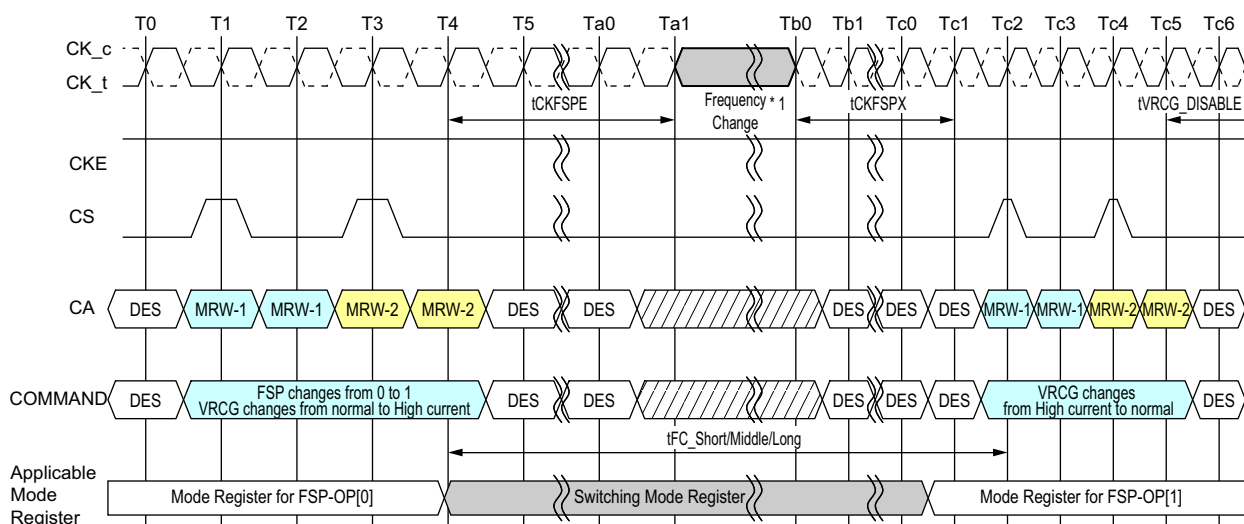 T0 T1 T2 T3 T4 T5 Ta0 Ta1 Tb0 Tb1 Tc0 Tc1 Tc2 Tc3 Tc4 Tc5 Tc6
CK_c
CK_t
tCKFSPE
Frequency * 1
Change
tCKFSPX
tVRCG_DISABLE
CKE
CS
CA
DES MRW-1 MRW-1 MRW-2 MRW-2 DES DES DES DES DES MRW-1 MRW-1 MRW-2 MRW-2 DES
COMMAND
DES
FSP changes from 0 to 1
VRCG changes from normal to High current
DES DES DES DES DES
VRCG changes
from High current to normal
DES
tFC_Short/Middle/Long
Applicable
Mode
Register
Mode Register for FSP-OP[0]
Switching Mode Register
Mode Register for FSP-OP[1]